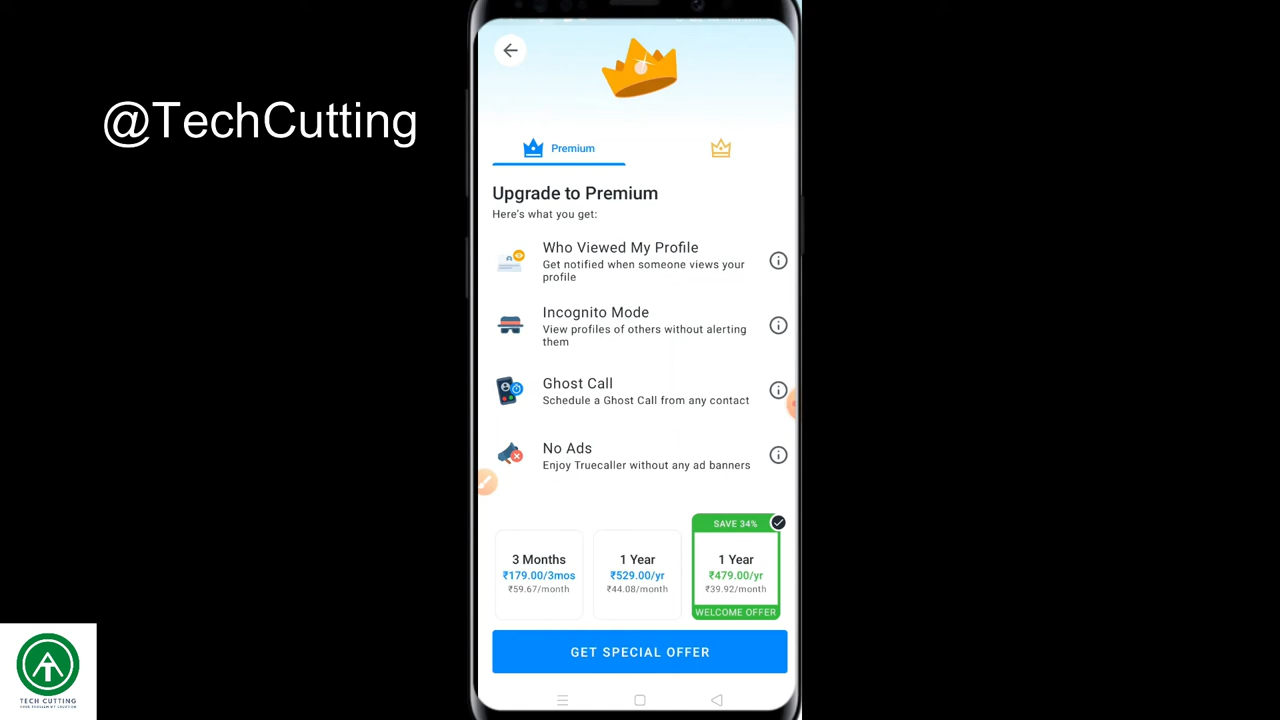 @TechCutting
Premium
Upgrade to Premium
Here's what you get:
Who Viewed My Profile
Get notified when someone views your
profile
Incognito Mode
View profiles of others without alerting
them
Ghost Call
Schedule a Ghost Call from any contact
No Ads
Enjoy Truecaller without any ad banners
3 Months
₹179.00/3mos
₹59.67/month
1 Year
₹529.00/yr
₹44.08/month
SAVE 34%
1 Year
₹479.00/yr
₹39.92/month
WELCOME OFFER
GET SPECIAL OFFER
TECH CUTTING
YOUR PROBLEM MY SOLUTION